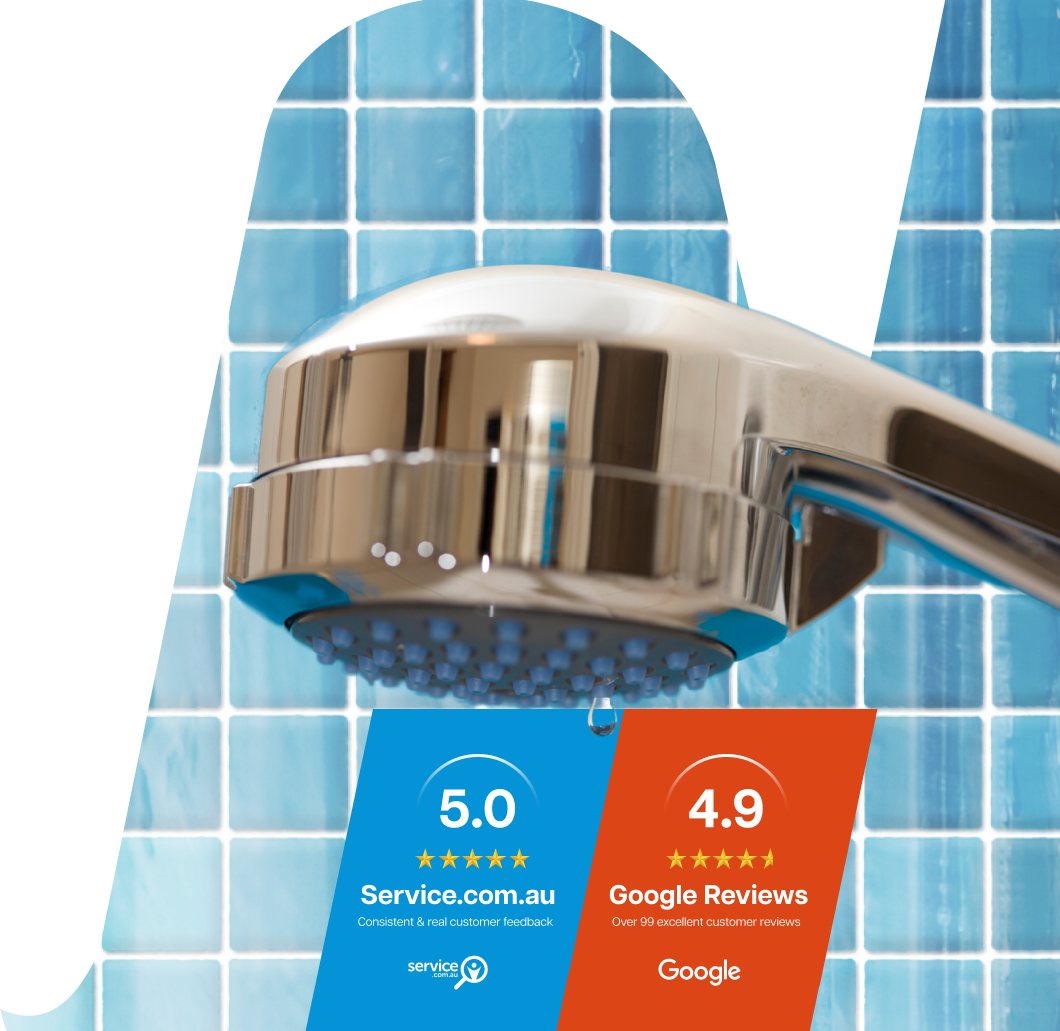 5.0
Service.com.au
Consistent & real customer feedback
service
.com.au
4.9
Google Reviews
Over 99 excellent customer reviews
Google